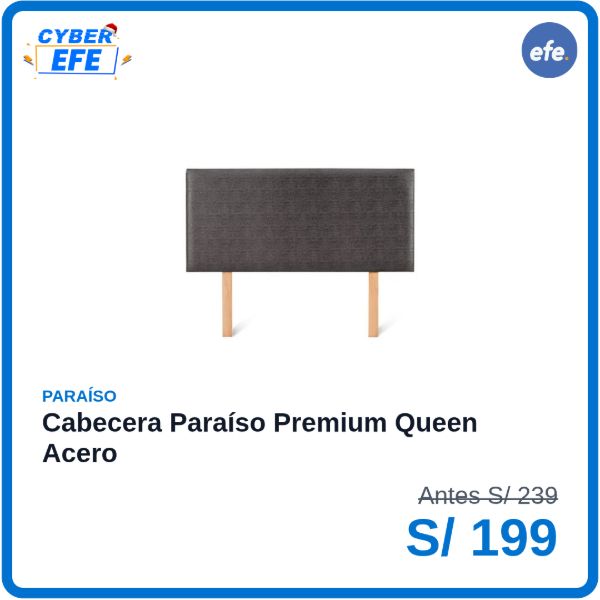 CYBER
EFE
efe.
PARAÍSO
Cabecera Paraíso Premium Queen
Acero
Antes S/ 239
S/ 199